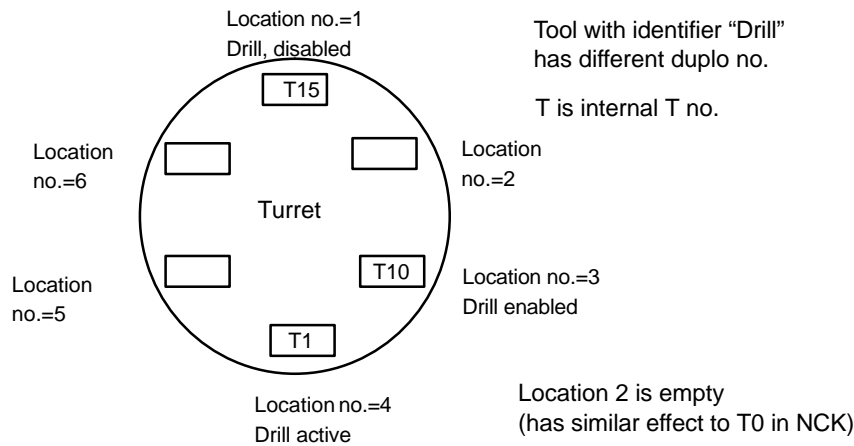 Location no.=1
Drill, disabled
Tool with identifier “Drill”
has different duplo no.
T is internal T no.
T15
Location
no.=6
Location
no.=2
Turret
T10
Location no.=3
Drill enabled
Location
no.=5
T1
Location no.=4
Drill active
Location 2 is empty
(has similar effect to T0 in NCK)